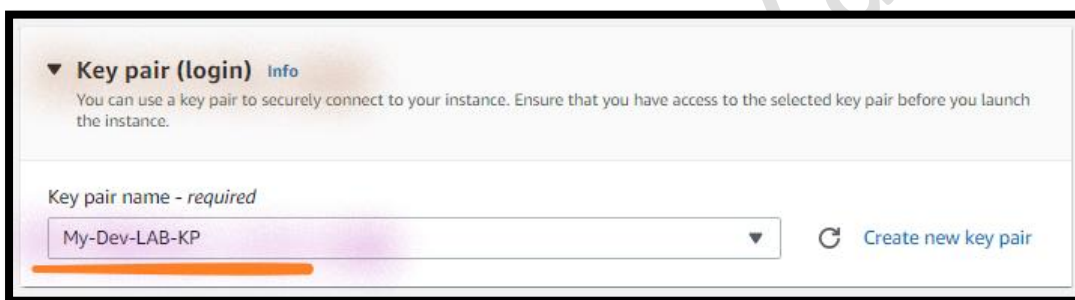 ▼ Key pair (login) Info
You can use a key pair to securely connect to your instance. Ensure that you have access to the selected key pair before you launch
the instance.
Key pair name - required
My-Dev-LAB-KP
Create new key pair